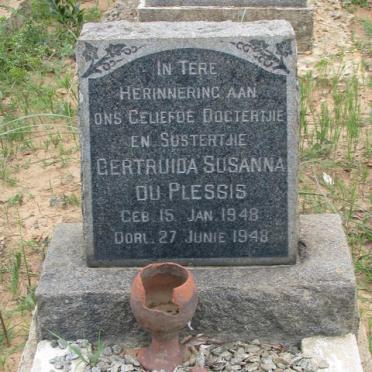 IN TERE
HERINNERING AAN
ONS GELIEFDE DOGTERTJIE
EN SUSTERTJIE
GERTRUIDA SUSANNA
DU PLESSIS
GEB. 15. JAN. 1948
OORL. 27 JUNIE 1948